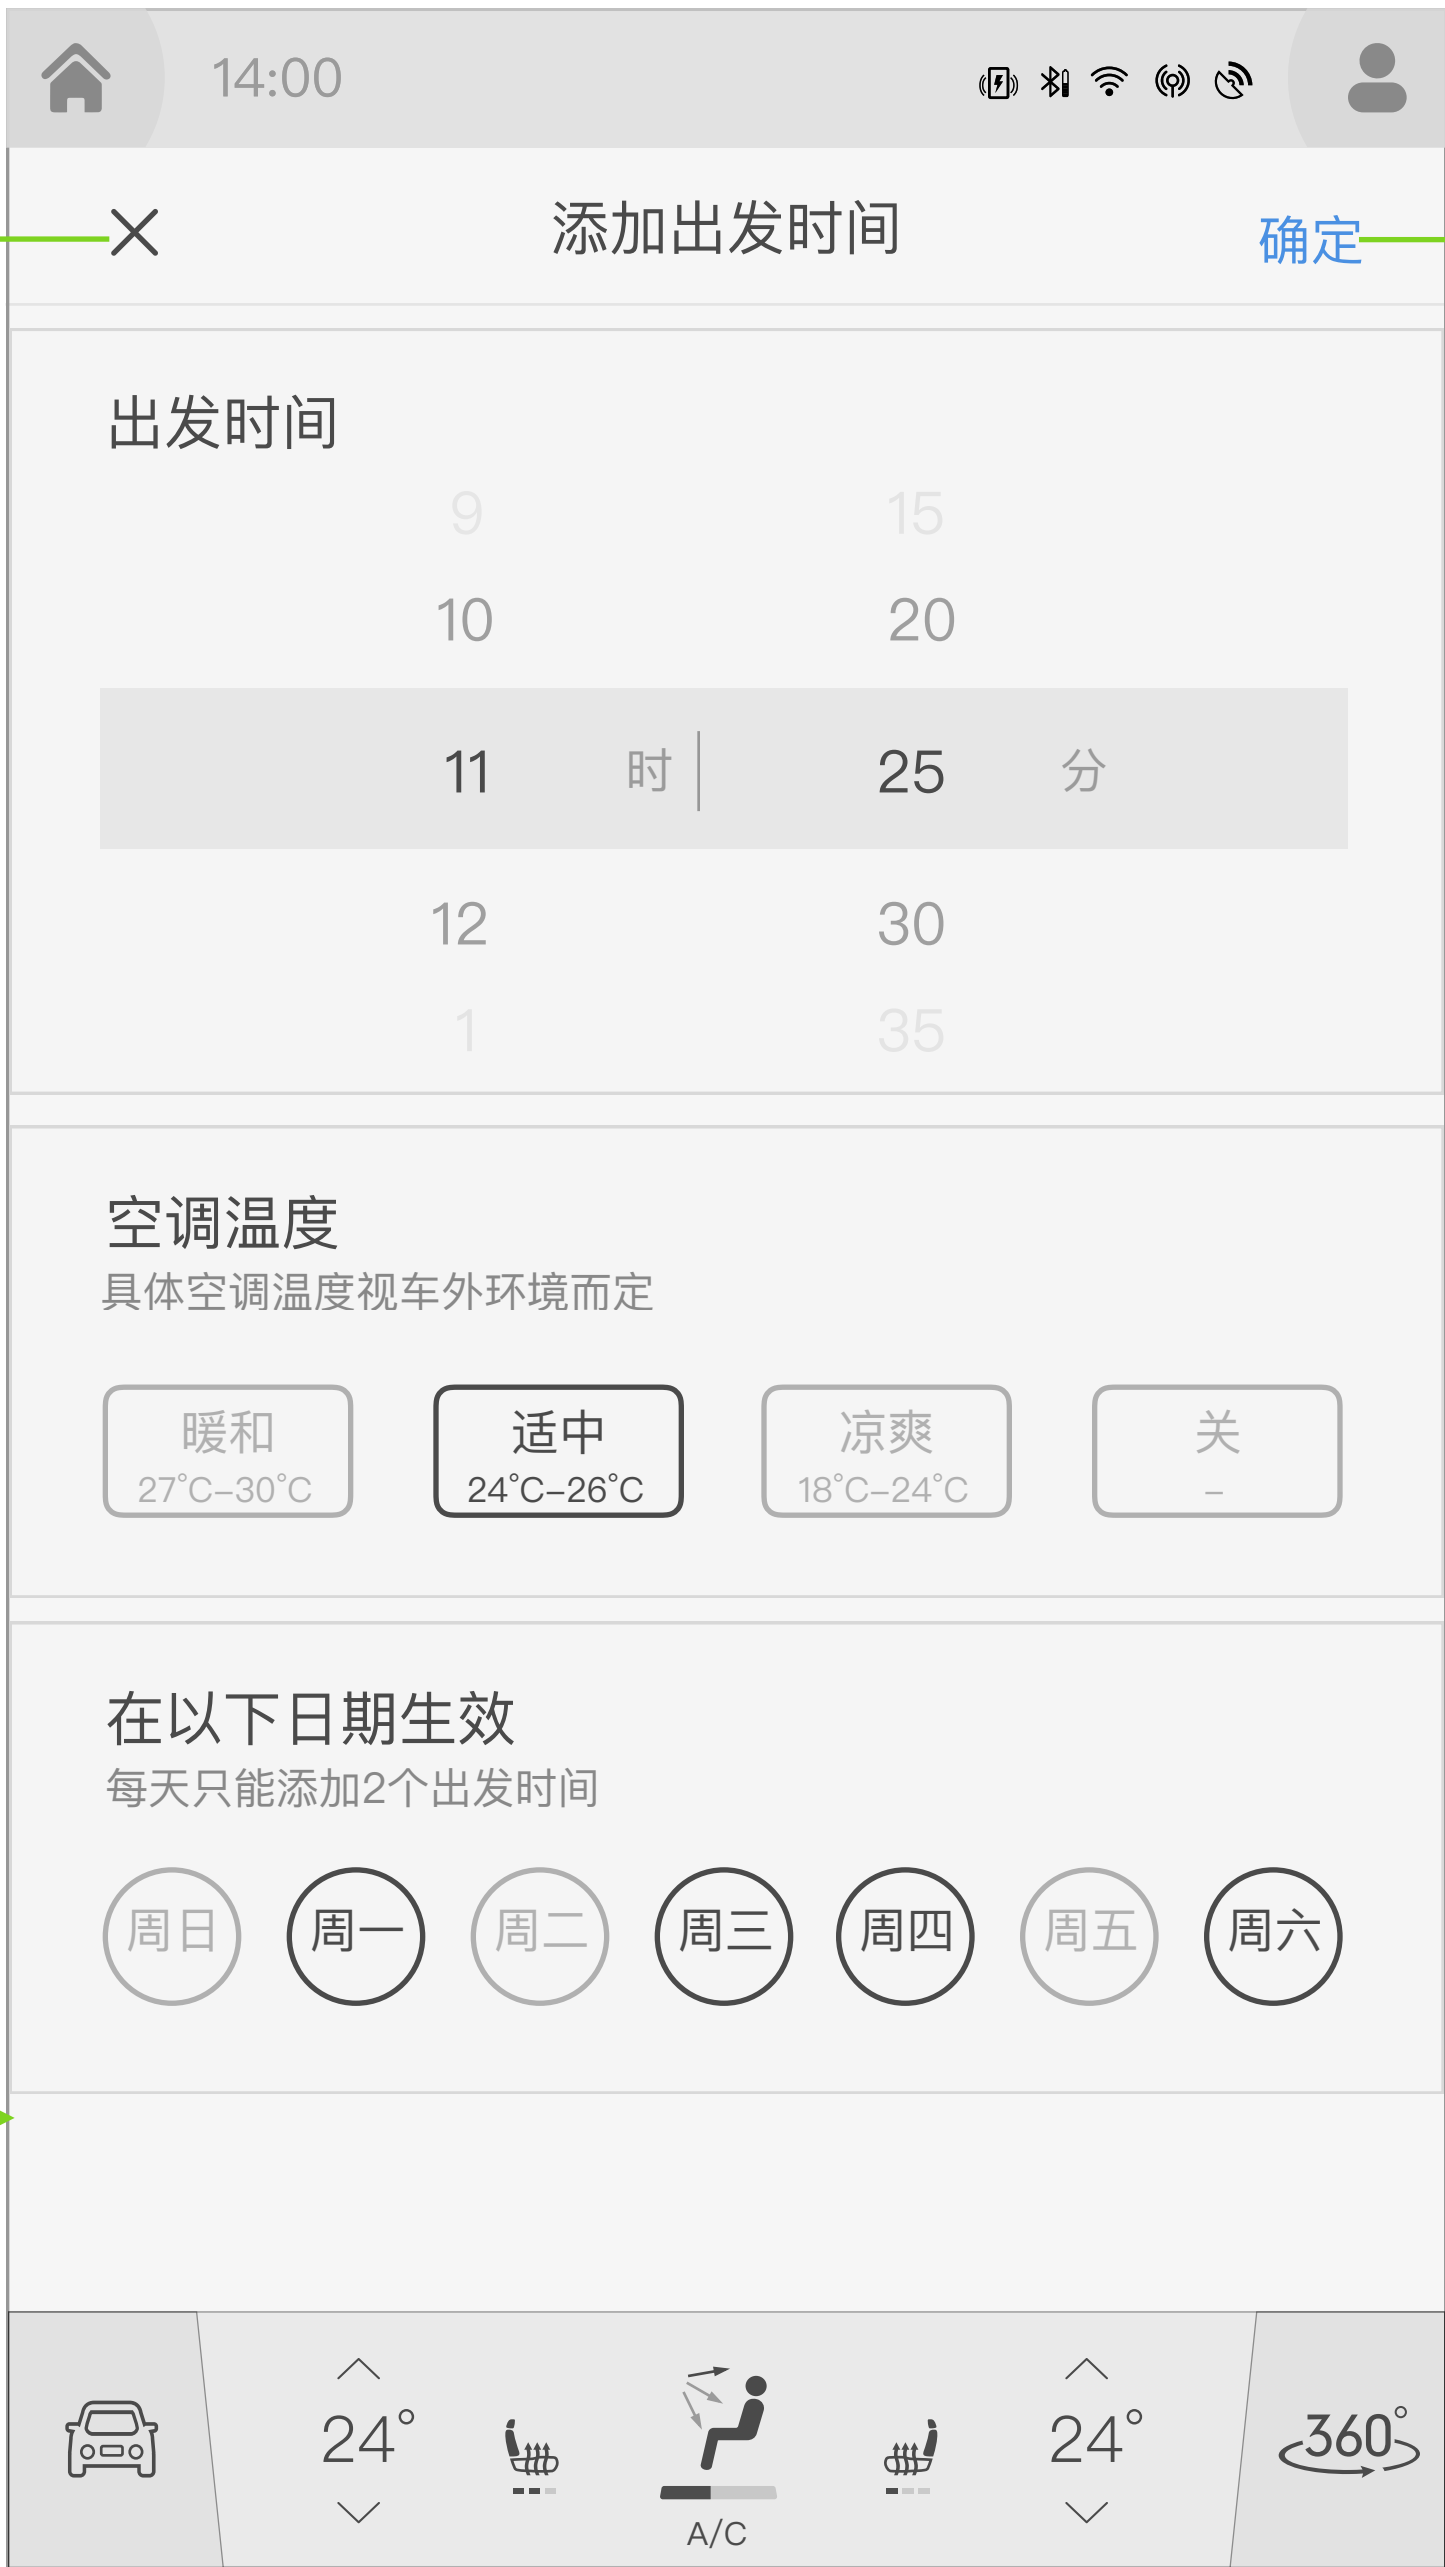 14:00
添加出发时间
确定
出发时间
9 15
10 20
11 时 25 分
12 30
1 35
空调温度
具体空调温度视车外环境而定
暖和 适中 凉爽 关
27°C-30°C 24°C-26°C 18°C-24°C -
在以下日期生效
每天只能添加2个出发时间
周日 周一 周二 周三 周四 周五 周六
24° 24° 360°
A/C